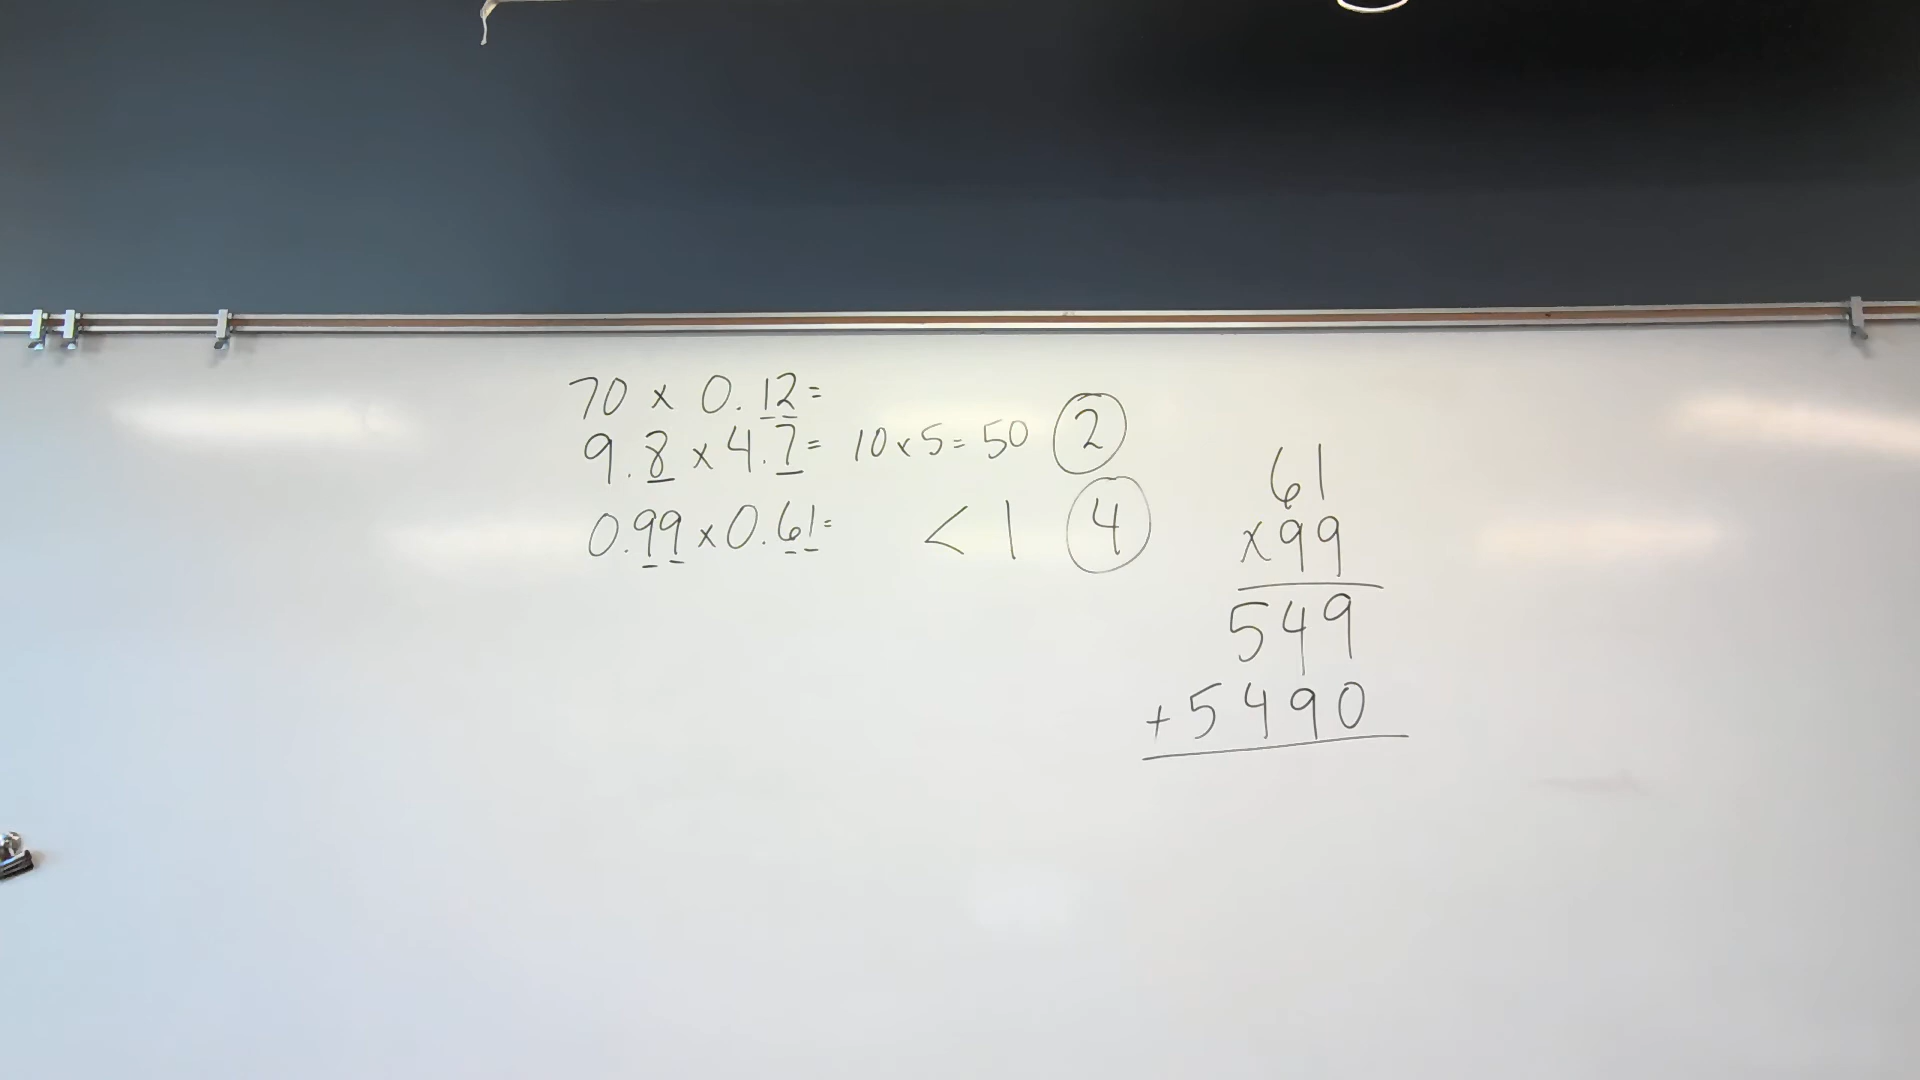 70 x 0.12=
9.8 x 4.7= 10x5=50 2
0.99 x 0.61= < 1 4
61
x99
549
+5490